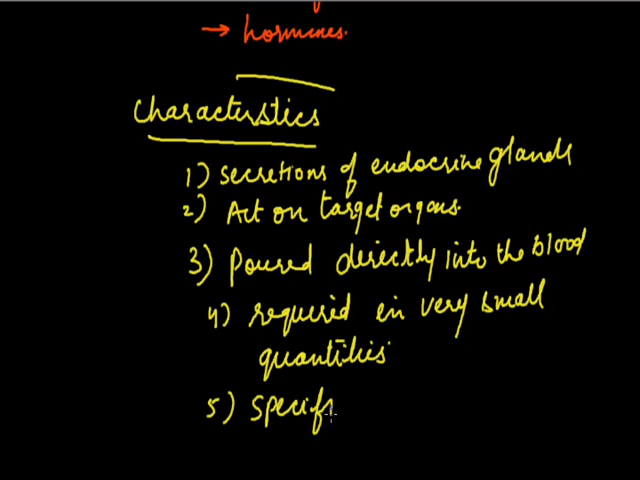 → hormines.
Characteristics
1) secretions of endocrine glands
2) Act on target organs.
3) Poured directly into the blood
4) required in very small
quantities
5) Specif